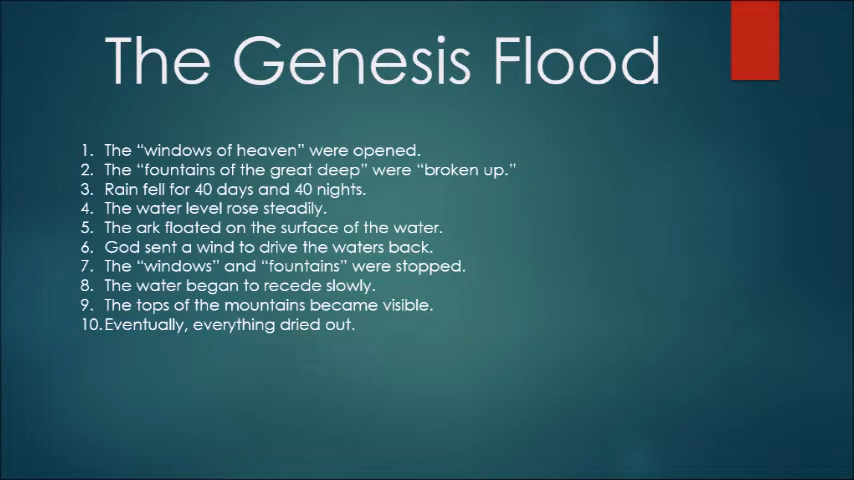 The Genesis Flood
1. The “windows of heaven” were opened.
2. The “fountains of the great deep” were “broken up.”
3. Rain fell for 40 days and 40 nights.
4. The water level rose steadily.
5. The ark floated on the surface of the water.
6. God sent a wind to drive the waters back.
7. The “windows” and “fountains” were stopped.
8. The water began to recede slowly.
9. The tops of the mountains became visible.
10. Eventually, everything dried out.